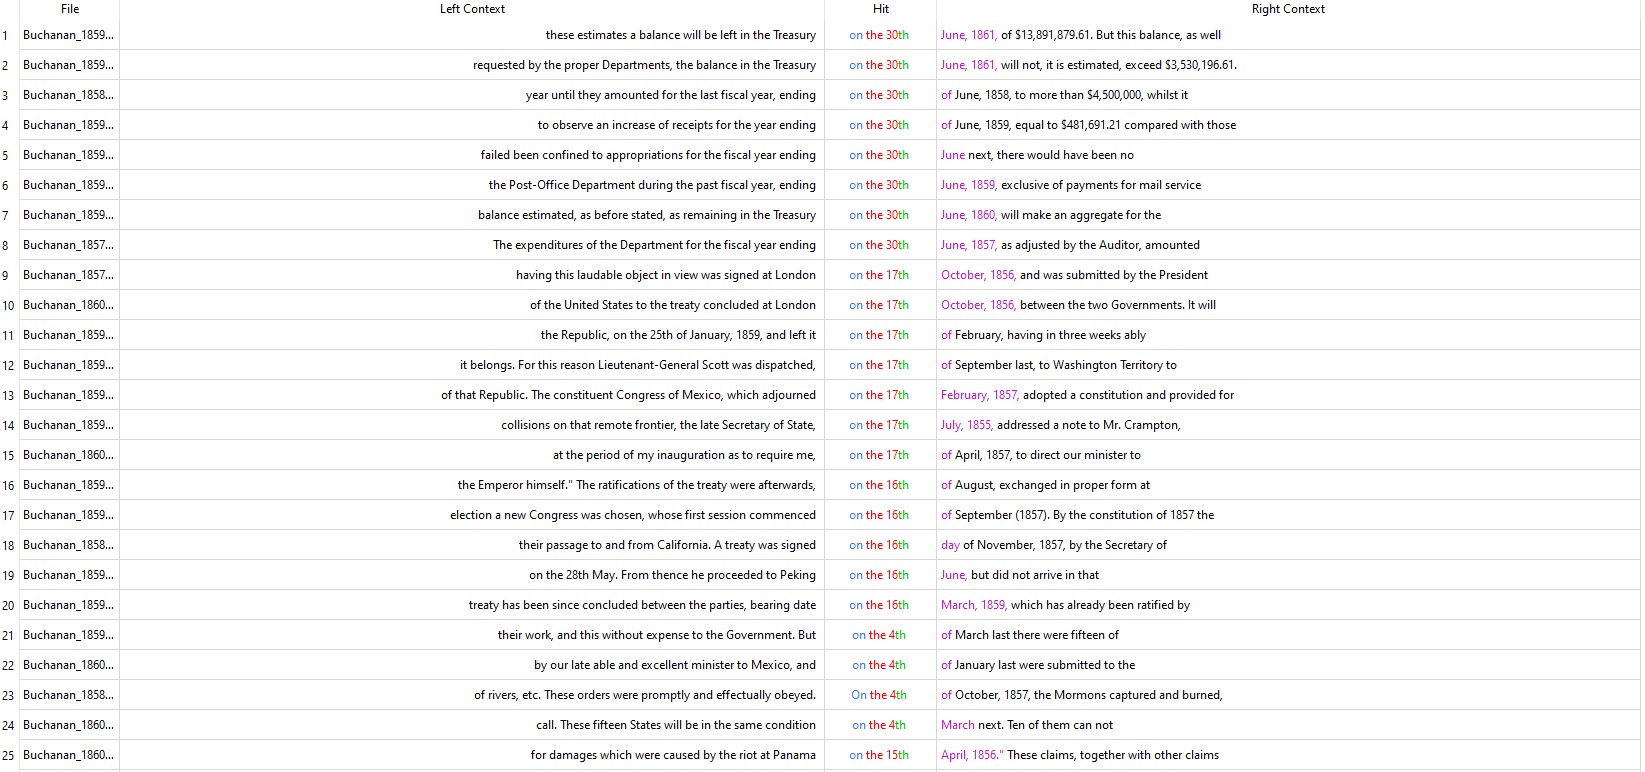 File Left Context Hit Right Context
1 Buchanan_1859... these estimates a balance will be left in the Treasury on the 30th June, 1861, of $13,891,879.61. But this balance, as well
2 Buchanan_1859... requested by the proper Departments, the balance in the Treasury on the 30th June, 1861, will not, it is estimated, exceed $3,530,196.61.
3 Buchanan_1858... year until they amounted for the last fiscal year, ending on the 30th of June, 1858, to more than $4,500,000, whilst it
4 Buchanan_1859... to observe an increase of receipts for the year ending on the 30th of June, 1859, equal to $481,691.21 compared with those
5 Buchanan_1859... failed been confined to appropriations for the fiscal year ending on the 30th June next, there would have been no
6 Buchanan_1859... the Post-Office Department during the past fiscal year, ending on the 30th June, 1859, exclusive of payments for mail service
7 Buchanan_1859... balance estimated, as before stated, as remaining in the Treasury on the 30th June, 1860, will make an aggregate for the
8 Buchanan_1857... The expenditures of the Department for the fiscal year ending on the 30th June, 1857, as adjusted by the Auditor, amounted
9 Buchanan_1857... having this laudable object in view was signed at London on the 17th October, 1856, and was submitted by the President
10 Buchanan_1860... of the United States to the treaty concluded at London on the 17th October, 1856, between the two Governments. It will
11 Buchanan_1859... the Republic, on the 25th of January, 1859, and left it on the 17th of February, having in three weeks ably
12 Buchanan_1859... it belongs. For this reason Lieutenant-General Scott was dispatched, on the 17th of September last, to Washington Territory to
13 Buchanan_1859... of that Republic. The constituent Congress of Mexico, which adjourned on the 17th February, 1857, adopted a constitution and provided for
14 Buchanan_1859... collisions on that remote frontier, the late Secretary of State, on the 17th July, 1855, addressed a note to Mr. Crampton,
15 Buchanan_1860... at the period of my inauguration as to require me, on the 17th of April, 1857, to direct our minister to
16 Buchanan_1859... the Emperor himself." The ratifications of the treaty were afterwards, on the 16th of August, exchanged in proper form at
17 Buchanan_1859... election a new Congress was chosen, whose first session commenced on the 16th of September (1857). By the constitution of 1857 the
18 Buchanan_1858... their passage to and from California. A treaty was signed on the 16th day of November, 1857, by the Secretary of
19 Buchanan_1859... on the 28th May. From thence he proceeded to Peking on the 16th June, but did not arrive in that
20 Buchanan_1859... treaty has been since concluded between the parties, bearing date on the 16th March, 1859, which has already been ratified by
21 Buchanan_1859... their work, and this without expense to the Government. But on the 4th of March last there were fifteen of
22 Buchanan_1860... by our late able and excellent minister to Mexico, and on the 4th of January last were submitted to the
23 Buchanan_1858... of rivers, etc. These orders were promptly and effectually obeyed. On the 4th of October, 1857, the Mormons captured and burned,
24 Buchanan_1860... call. These fifteen States will be in the same condition on the 4th March next. Ten of them can not
25 Buchanan_1860... for damages which were caused by the riot at Panama on the 15th April, 1856." These claims, together with other claims